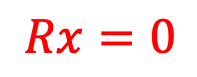 Rx = 0